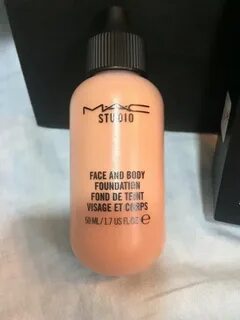 MAC
STUDIO
FACE AND BODY
FOUNDATION
FOND DE TEINT
VISAGE ET CORPS
50 ML / 1.7 US FL OZ ℮